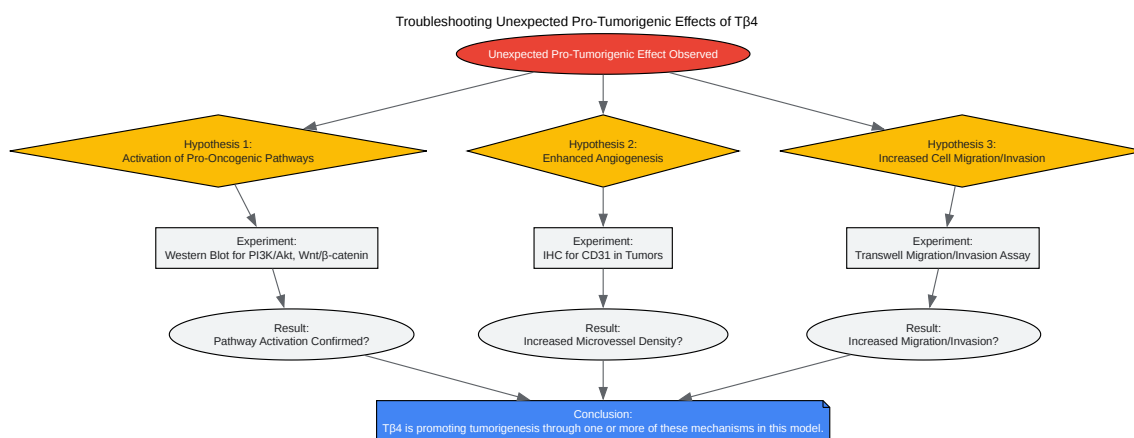 Troubleshooting Unexpected Pro-Tumorigenic Effects of Tβ4
Unexpected Pro-Tumorigenic Effect Observed
Hypothesis 1:
Activation of Pro-Oncogenic Pathways
Hypothesis 2:
Enhanced Angiogenesis
Hypothesis 3:
Increased Cell Migration/Invasion
Experiment:
Western Blot for PI3K/Akt, Wnt/β-catenin
Experiment:
IHC for CD31 in Tumors
Experiment:
Transwell Migration/Invasion Assay
Result:
Pathway Activation Confirmed?
Result:
Increased Microvessel Density?
Result:
Increased Migration/Invasion?
Conclusion:
Tβ4 is promoting tumorigenesis through one or more of these mechanisms in this model.